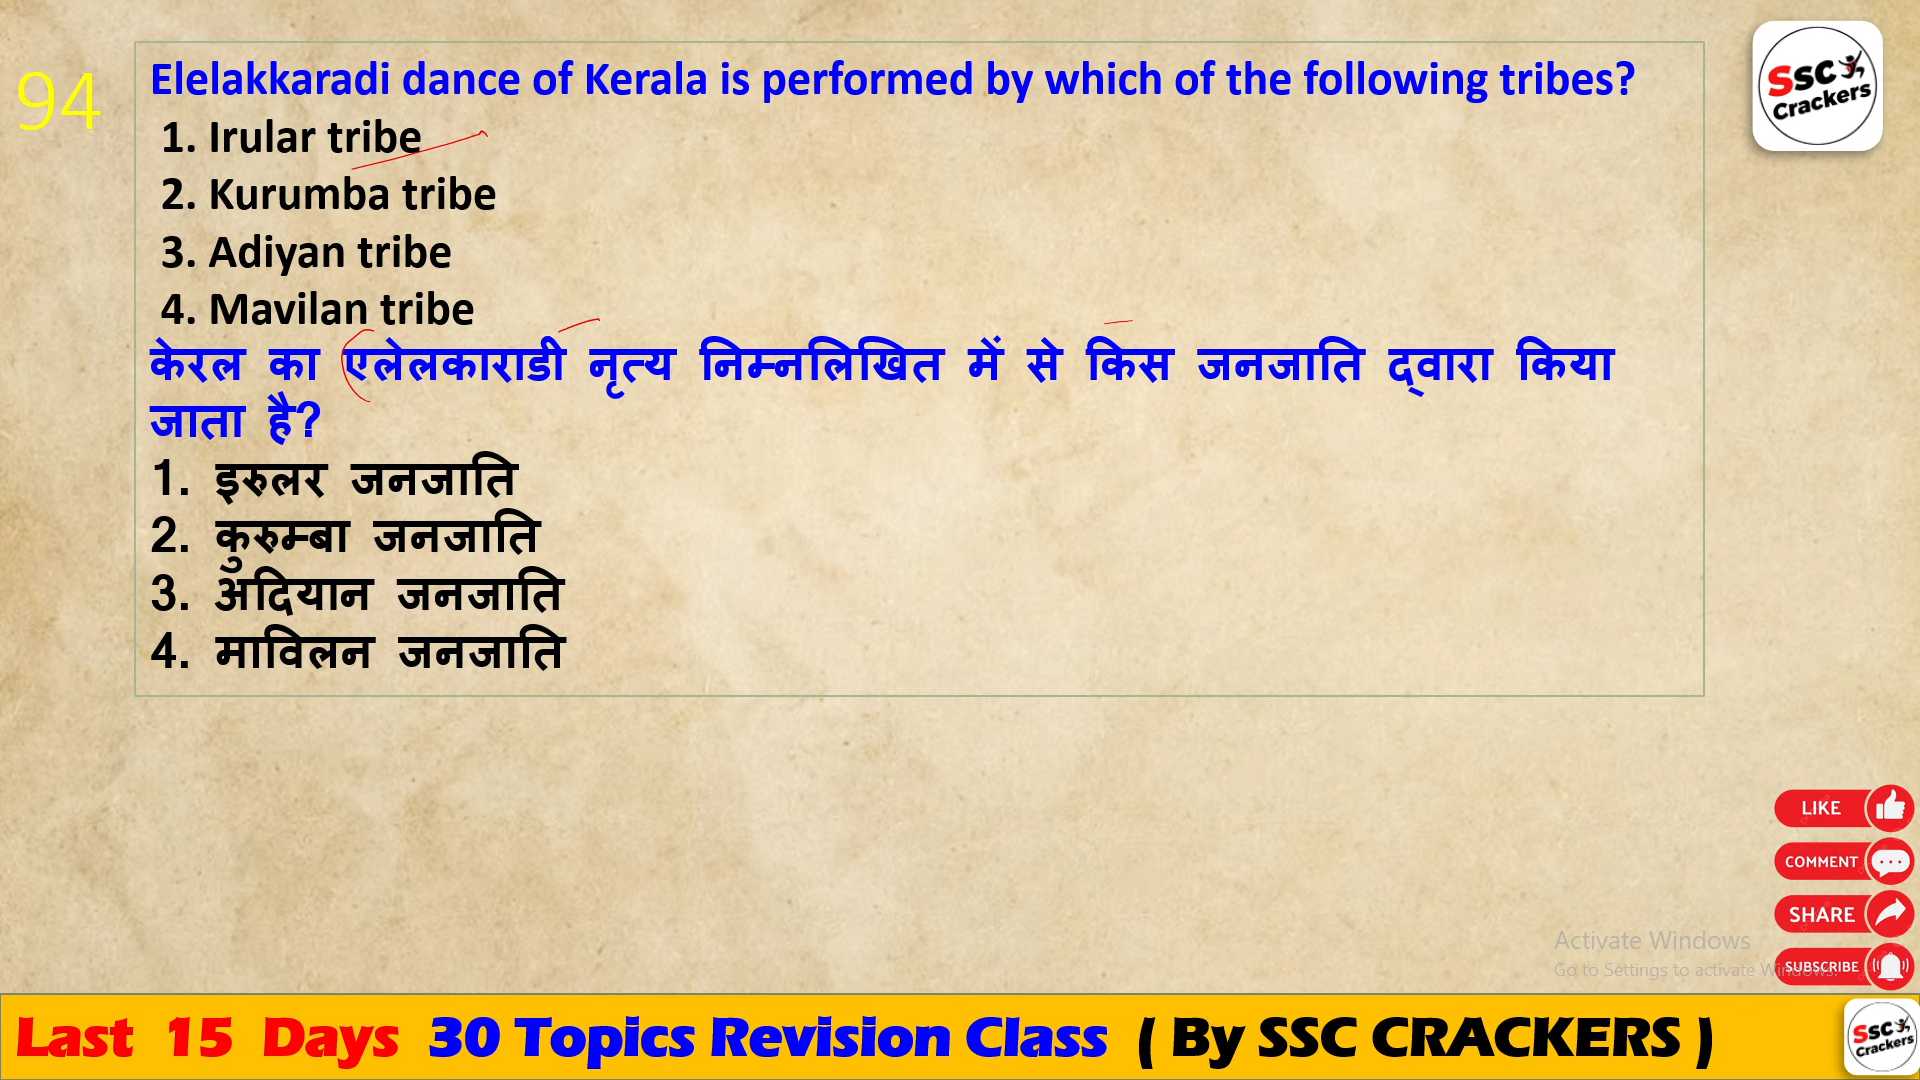 94
Elelakkaradi dance of Kerala is performed by which of the following tribes?
1. Irular tribe
2. Kurumba tribe
3. Adiyan tribe
4. Mavilan tribe
केरल का एलेलकाराडी नृत्य निम्नलिखित में से किस जनजाति द्वारा किया
जाता है?
1. इरुलर जनजाति
2. कुरुम्बा जनजाति
3. अदियान जनजाति
4. माविलन जनजाति
SSC
Crackers
LIKE
COMMENT
SHARE
SUBSCRIBE
Activate Windows
Go to Settings to activate Windows.
Last 15 Days 30 Topics Revision Class ( By SSC CRACKERS )
SSC
Crackers